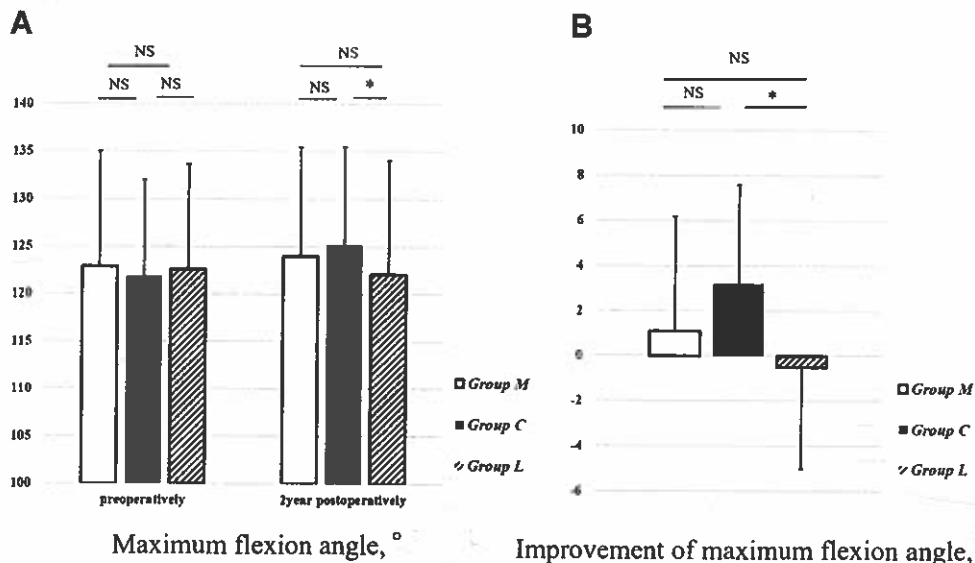 A
NS
NS
NS
NS
NS
*
140
135
130
125
120
115
110
105
100
preoperatively
2year postoperatively
Group M
Group C
Group L
Maximum flexion angle, °
B
NS
NS
*
10
8
6
4
2
0
-2
-4
-6
Group M
Group C
Group L
Improvement of maximum flexion angle,